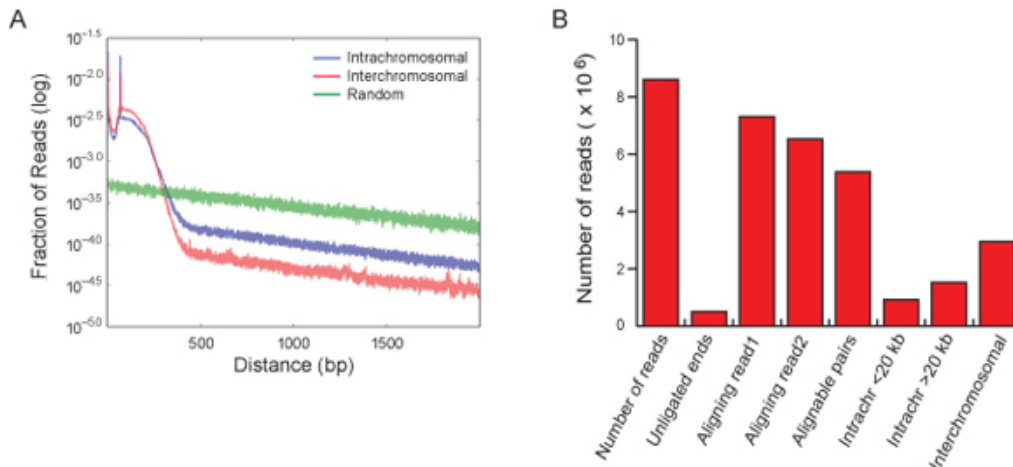 A
Fraction of Reads (log)
10–1.5
10–2.0
10–2.5
10–3.0
10–3.5
10–4.0
10–4.5
10–5.0
Intrachromosomal
Interchromosomal
Random
500
1000
1500
Distance (bp)
B
Number of reads ( x 10⁶)
10
8
6
4
2
0
Number of reads
Unligated ends
Aligning read1
Aligning read2
Alignable pairs
Intrachr <20 kb
Intrachr >20 kb
Interchromosomal